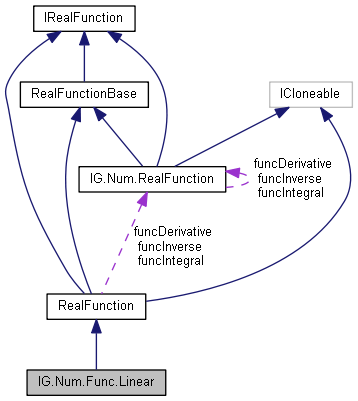 IRealFunction
RealFunctionBase
ICloneable
IG.Num.RealFunction
funcDerivative
funcInverse
funcIntegral
funcDerivative
funcInverse
funcIntegral
RealFunction
IG.Num.Func.Linear